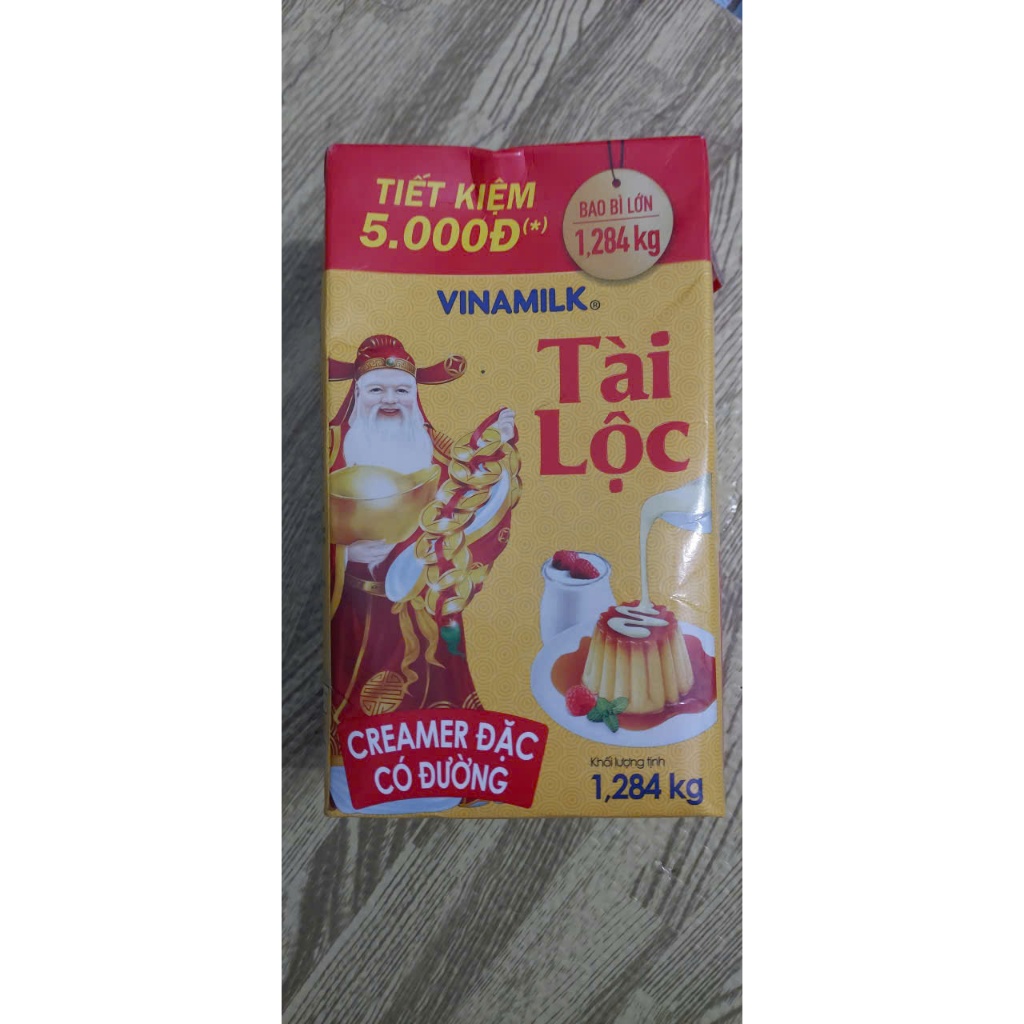 TIẾT KIỆM
5.000Đ(*)
BAO BÌ LỚN
1,284 kg
VINAMILK®
Tài
Lộc
CREAMER ĐẶC
CÓ ĐƯỜNG
Khối lượng tịnh
1,284 kg